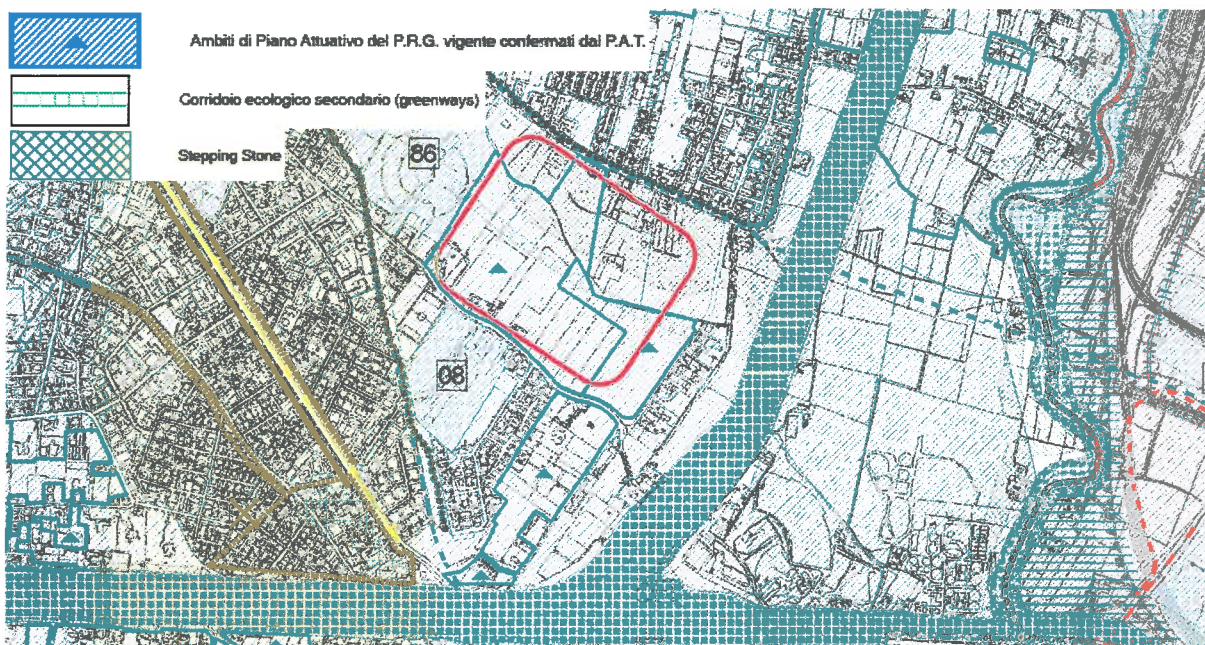 Ambiti di Piano Attuativo del P.R.G. vigente confermati dal P.A.T.
Corridoio ecologico secondario (greenways)
Stepping Stone
86
08